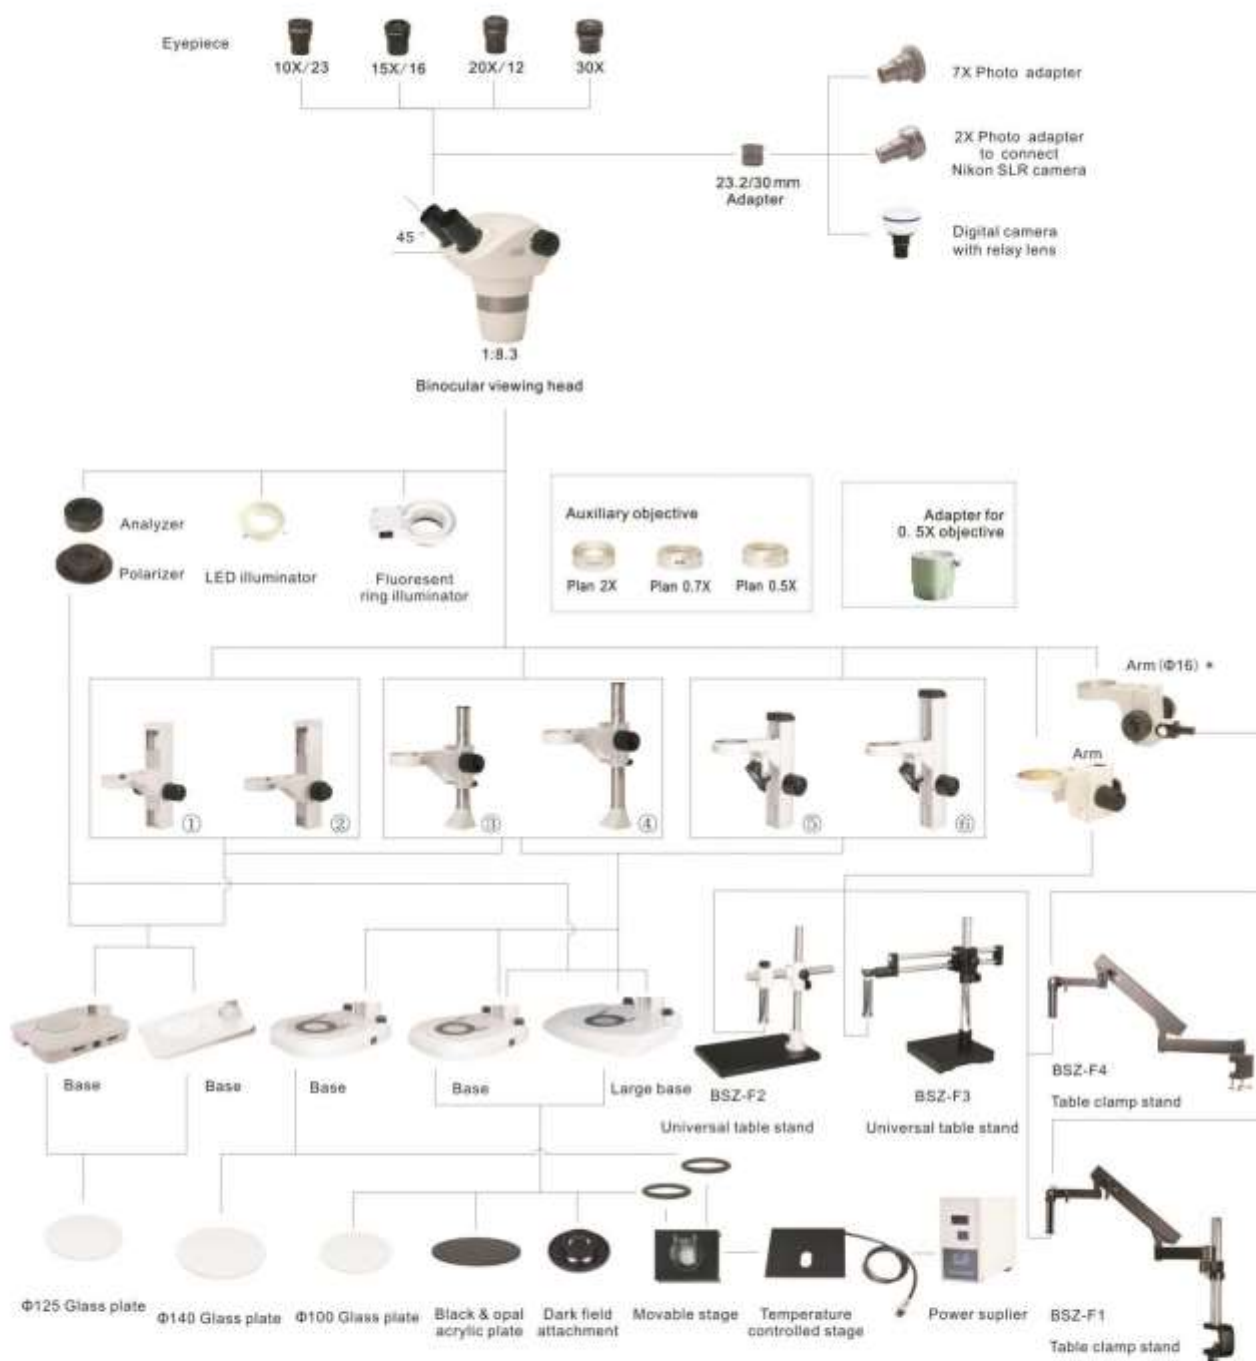 Eyepiece
10X/23
15X/16
20X/12
30X
7X Photo adapter
2X Photo adapter
to connect
Nikon SLR camera
23.2/30mm
Adapter
Digital camera
with relay lens
45°
1:8.3
Binocular viewing head
Analyzer
Polarizer
LED illuminator
Fluoresent
ring illuminator
Auxiliary objective
Plan 2X
Plan 0.7X
Plan 0.5X
Adapter for
0. 5X objective
Arm(Φ16) *
Arm
①
②
③
④
⑤
⑥
Base
Base
Base
Base
Large base
BSZ-F2
Universal table stand
BSZ-F3
Universal table stand
BSZ-F4
Table clamp stand
Φ125 Glass plate
Φ140 Glass plate
Φ100 Glass plate
Black & opal
acrylic plate
Dark field
attachment
Movable stage
Temperature
controlled stage
Power suplier
BSZ-F1
Table clamp stand